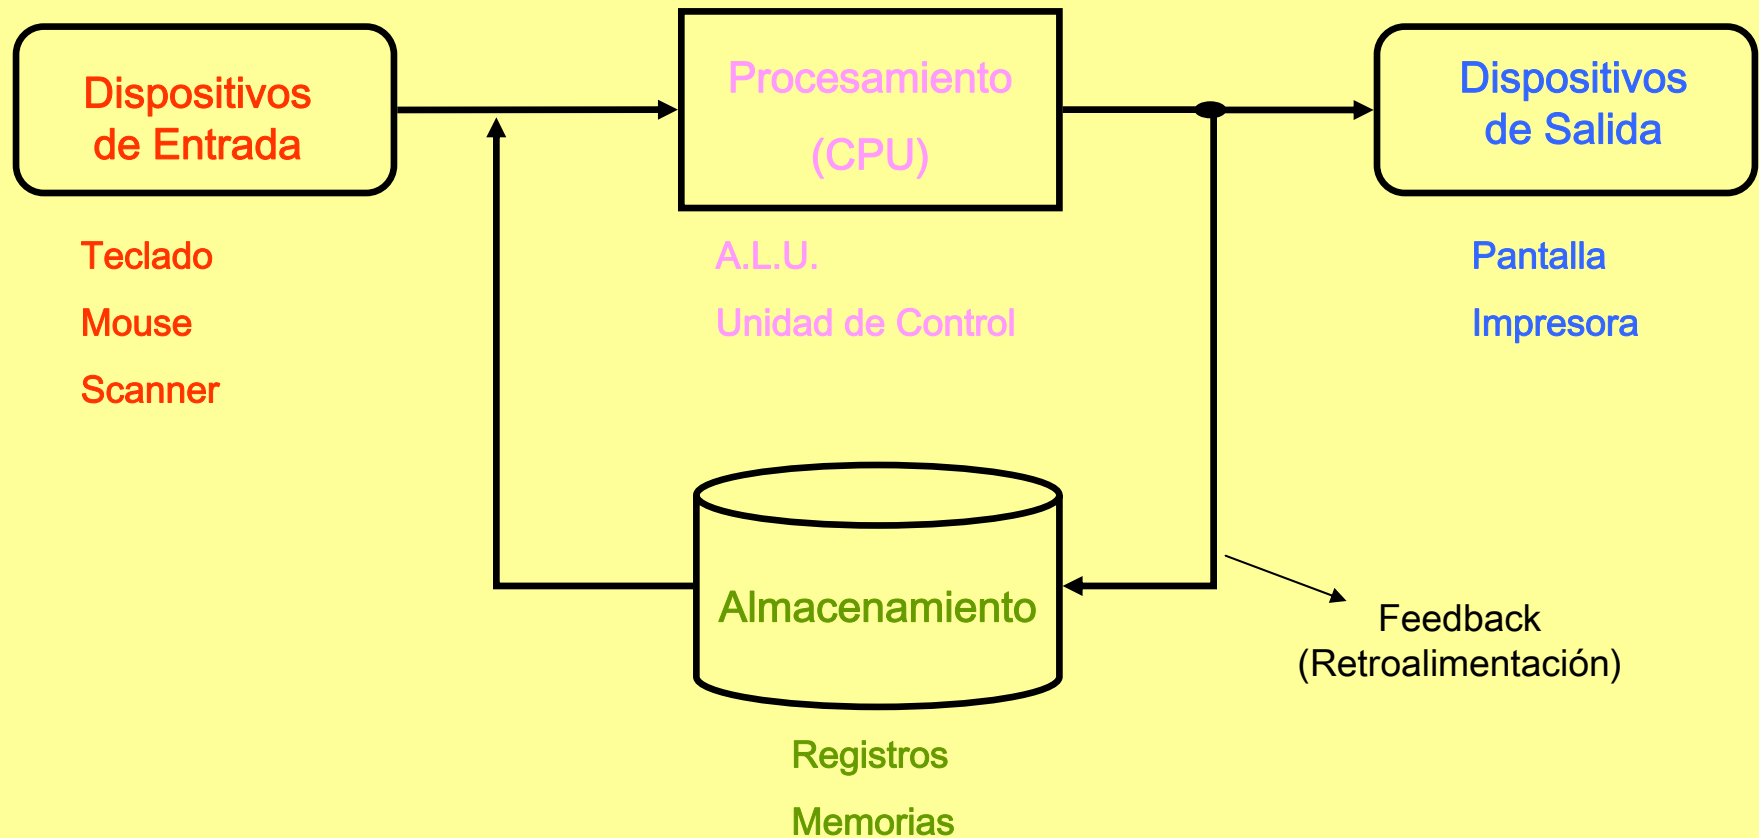 Dispositivos
de Entrada
Teclado
Mouse
Scanner
Procesamiento
(CPU)
A.L.U.
Unidad de Control
Dispositivos
de Salida
Pantalla
Impresora
Almacenamiento
Registros
Memorias
Feedback
(Retroalimentación)